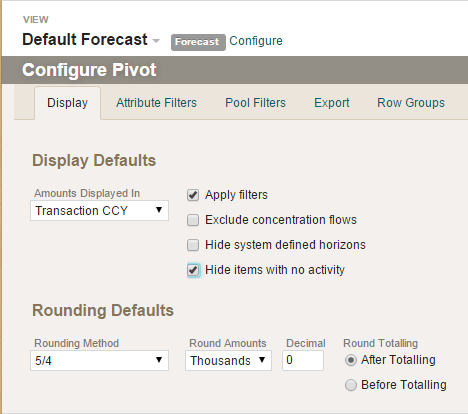 VIEW
Default Forecast Forecast Configure
Configure Pivot
Display Attribute Filters Pool Filters Export Row Groups
Display Defaults
Amounts Displayed In
Transaction CCY
Apply filters
Exclude concentration flows
Hide system defined horizons
Hide items with no activity
Rounding Defaults
Rounding Method Round Amounts Decimal Round Totalling
5/4 Thousands 0 After Totalling
Before Totalling